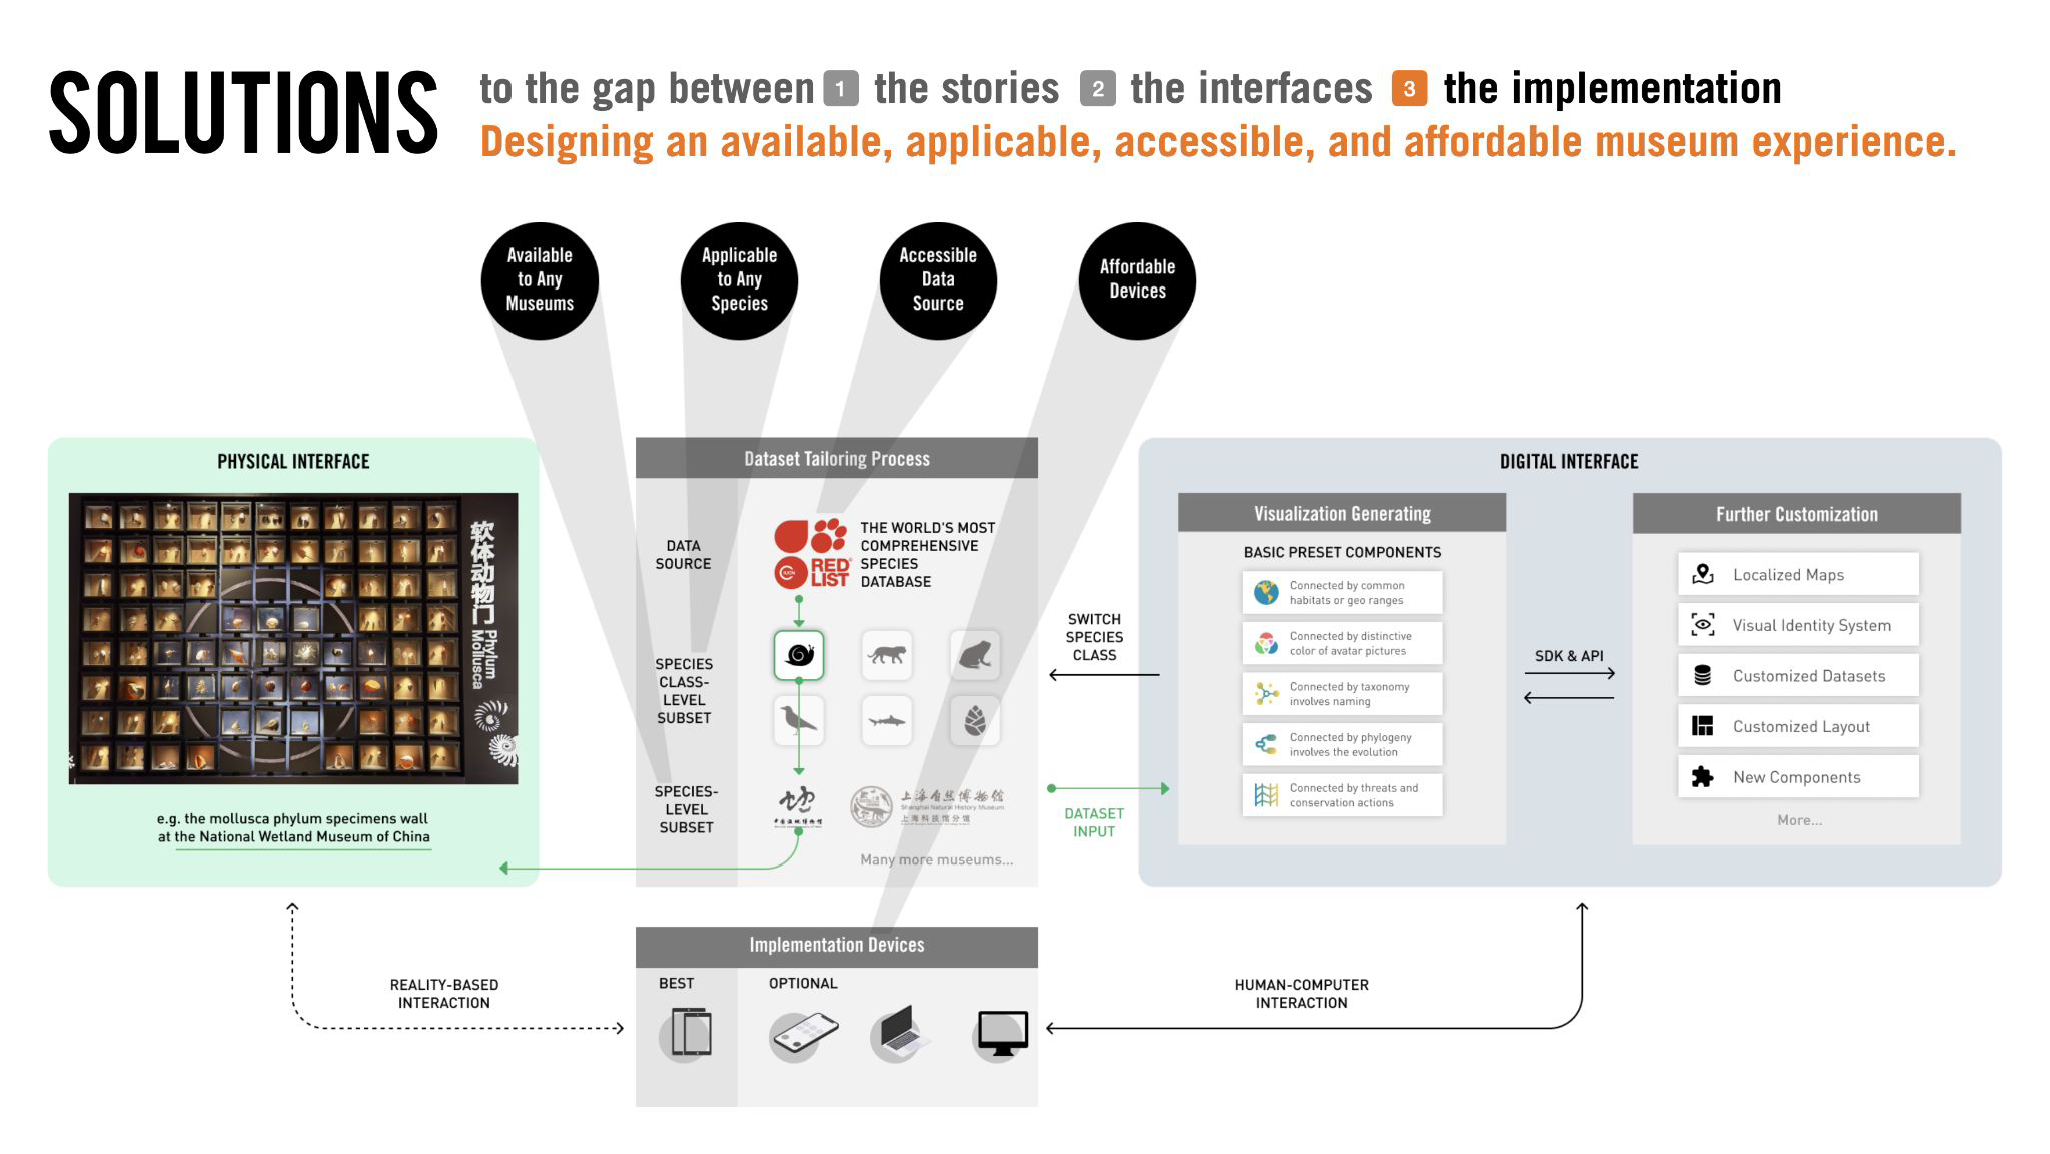 SOLUTIONS
to the gap between 1 the stories 2 the interfaces 3 the implementation
Designing an available, applicable, accessible, and affordable museum experience.
Available
to Any
Museums
Applicable
to Any
Species
Accessible
Data
Source
Affordable
Devices
PHYSICAL INTERFACE
软体动物门
Phylum
Mollusca
e.g. the mollusca phylum specimens wall
at the National Wetland Museum of China
Dataset Tailoring Process
DATA
SOURCE
IUCN
RED
LIST
THE WORLD'S MOST
COMPREHENSIVE
SPECIES
DATABASE
SPECIES
CLASS-
LEVEL
SUBSET
SPECIES-
LEVEL
SUBSET
中国湿地博物馆
上海自然博物馆
Shanghai Natural History Museum
上海科技馆分馆
Many more museums...
SWITCH
SPECIES
CLASS
DATASET
INPUT
DIGITAL INTERFACE
Visualization Generating
BASIC PRESET COMPONENTS
Connected by common
habitats or geo ranges
Connected by distinctive
color of avatar pictures
Connected by taxonomy
involves naming
Connected by phylogeny
involves the evolution
Connected by threats and
conservation actions
SDK & API
Further Customization
Localized Maps
Visual Identity System
Customized Datasets
Customized Layout
New Components
More...
REALITY-BASED
INTERACTION
Implementation Devices
BEST
OPTIONAL
HUMAN-COMPUTER
INTERACTION